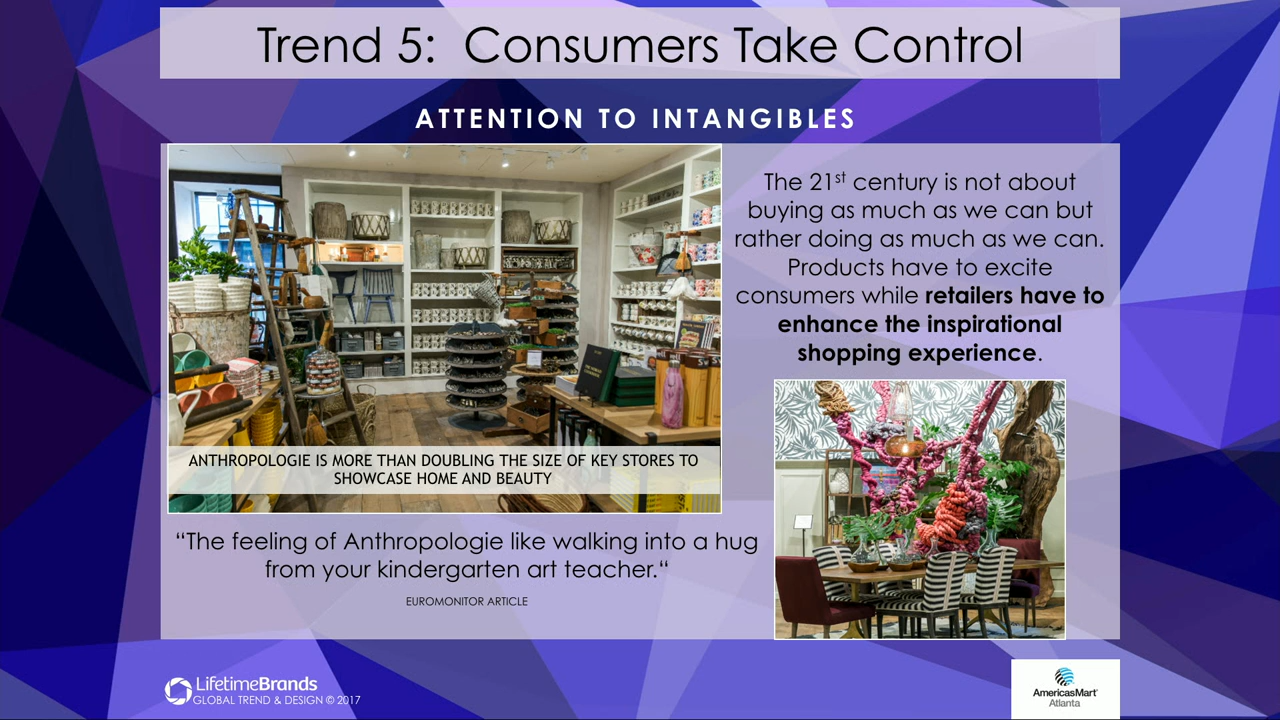 Trend 5: Consumers Take Control
ATTENTION TO INTANGIBLES
The 21st century is not about
buying as much as we can but
rather doing as much as we can.
Products have to excite
consumers while retailers have to
enhance the inspirational
shopping experience.
ANTHROPOLOGIE IS MORE THAN DOUBLING THE SIZE OF KEY STORES TO
SHOWCASE HOME AND BEAUTY
“The feeling of Anthropologie like walking into a hug
from your kindergarten art teacher.“
EUROMONITOR ARTICLE
LifetimeBrands
GLOBAL TREND & DESIGN © 2017
AmericasMart
Atlanta